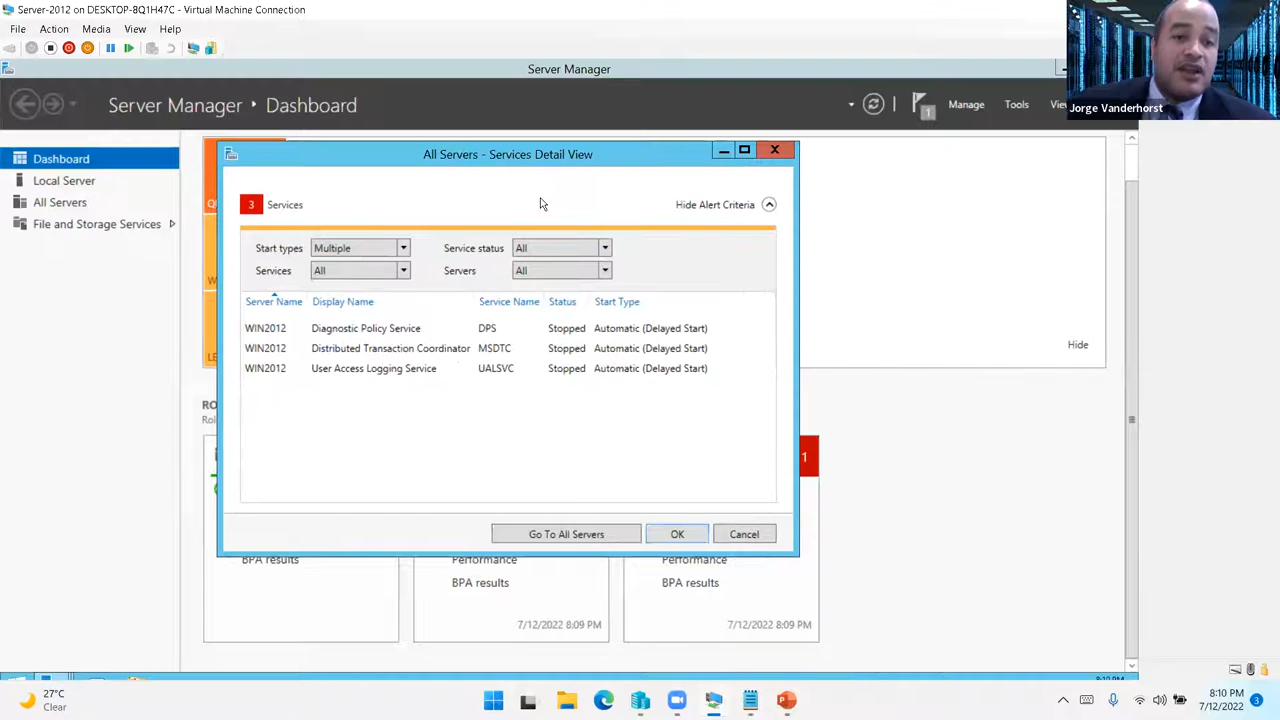 Server-2012 on DESKTOP-8Q1H47C - Virtual Machine Connection
File Action Media View Help
Server Manager
Server Manager • Dashboard
1 Manage Tools
Jorge Vanderhorst
Dashboard
Local Server
All Servers
File and Storage Services
All Servers - Services Detail View
3 Services
Hide Alert Criteria
Start types Multiple Service status All
Services All Servers All
Server Name Display Name Service Name Status Start Type
WIN2012 Diagnostic Policy Service DPS Stopped Automatic (Delayed Start)
WIN2012 Distributed Transaction Coordinator MSDTC Stopped Automatic (Delayed Start)
WIN2012 User Access Logging Service UALSVC Stopped Automatic (Delayed Start)
Hide
1
Go To All Servers OK Cancel
Performance Performance
BPA results BPA results BPA results
7/12/2022 8:09 PM 7/12/2022 8:09 PM
27°C
Clear
8:10 PM
7/12/2022
3